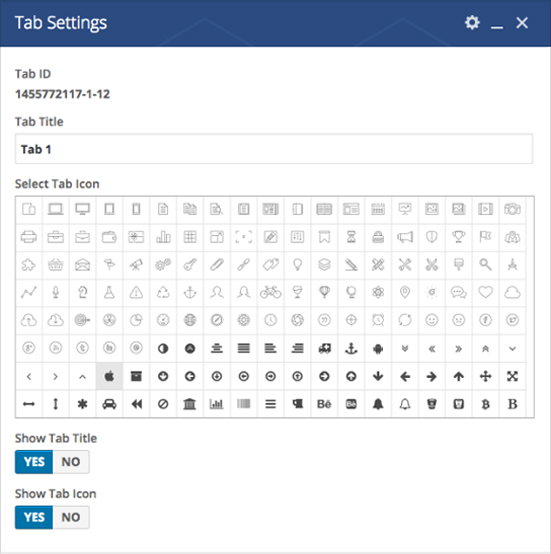 Tab Settings
Tab ID
1455772117-1-12
Tab Title
Tab 1
Select Tab Icon
Show Tab Title
YES NO
Show Tab Icon
YES NO